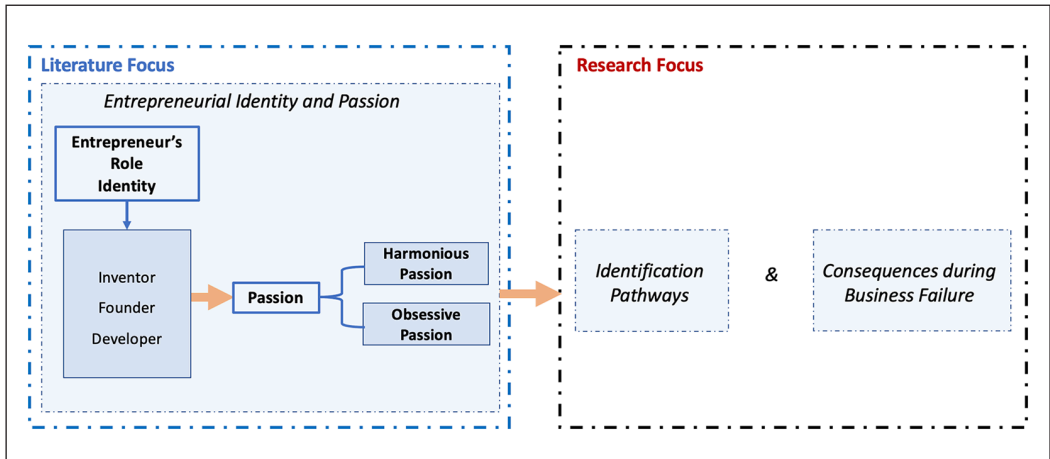 Literature Focus
Entrepreneurial Identity and Passion
Entrepreneur's
Role
Identity
Inventor
Founder
Developer
Passion
Harmonious
Passion
Obsessive
Passion
Research Focus
Identification
Pathways
&
Consequences during
Business Failure